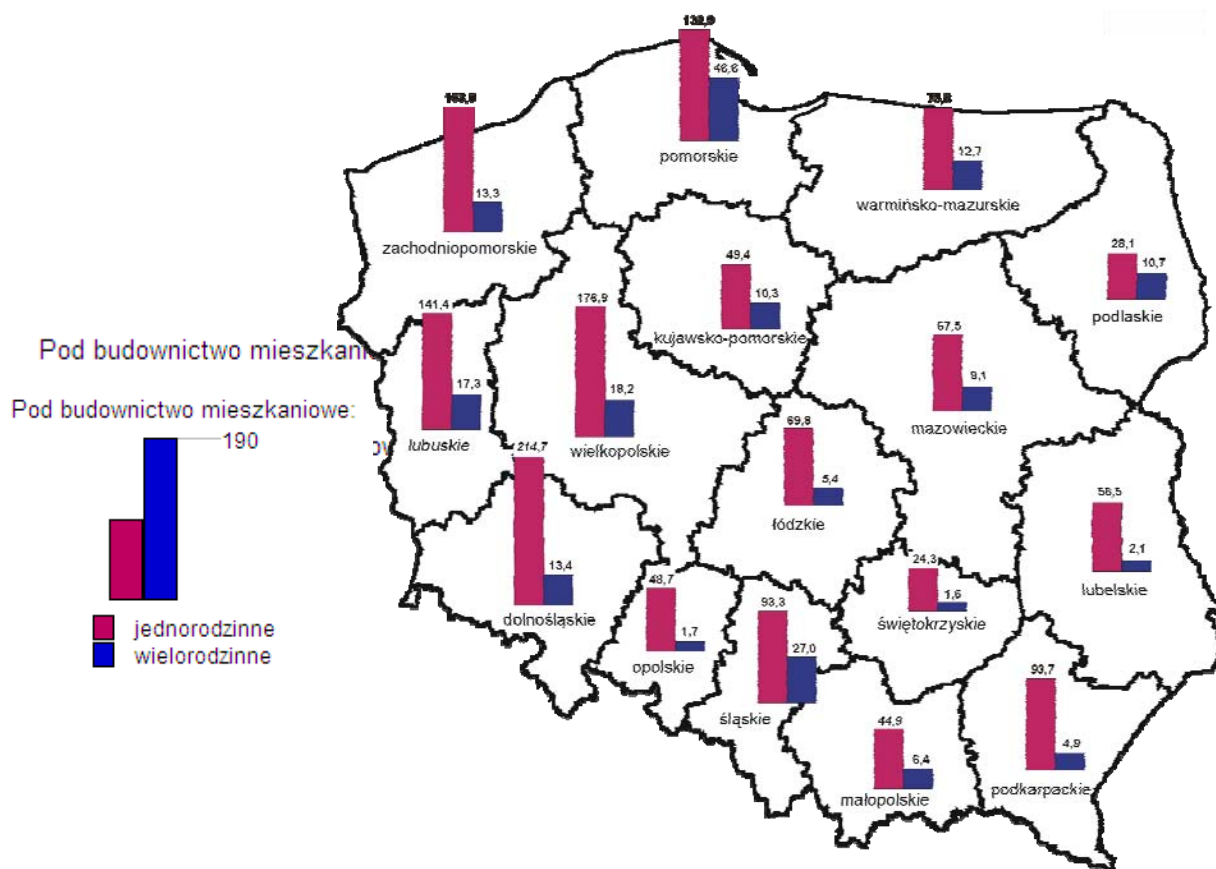 132,9
46,6
pomorskie
13,3
zachodniopomorskie
12,7
warmińsko-mazurskie
28,1
10,7
podlaskie
49,4
10,3
kujawsko-pomorskie
141,4
17,3
lubuskie
176,9
18,2
wielkopolskie
67,5
9,1
mazowieckie
Pod budownictwo mieszkani
Pod budownictwo mieszkaniowe:
190
69,8
5,4
łódzkie
214,7
13,4
dolnośląskie
56,5
2,1
lubelskie
48,7
1,7
opolskie
93,3
27,0
śląskie
24,3
1,6
świętokrzyskie
jednorodzinne
wielorodzinne
44,9
6,4
małopolskie
93,7
4,9
podkarpackie